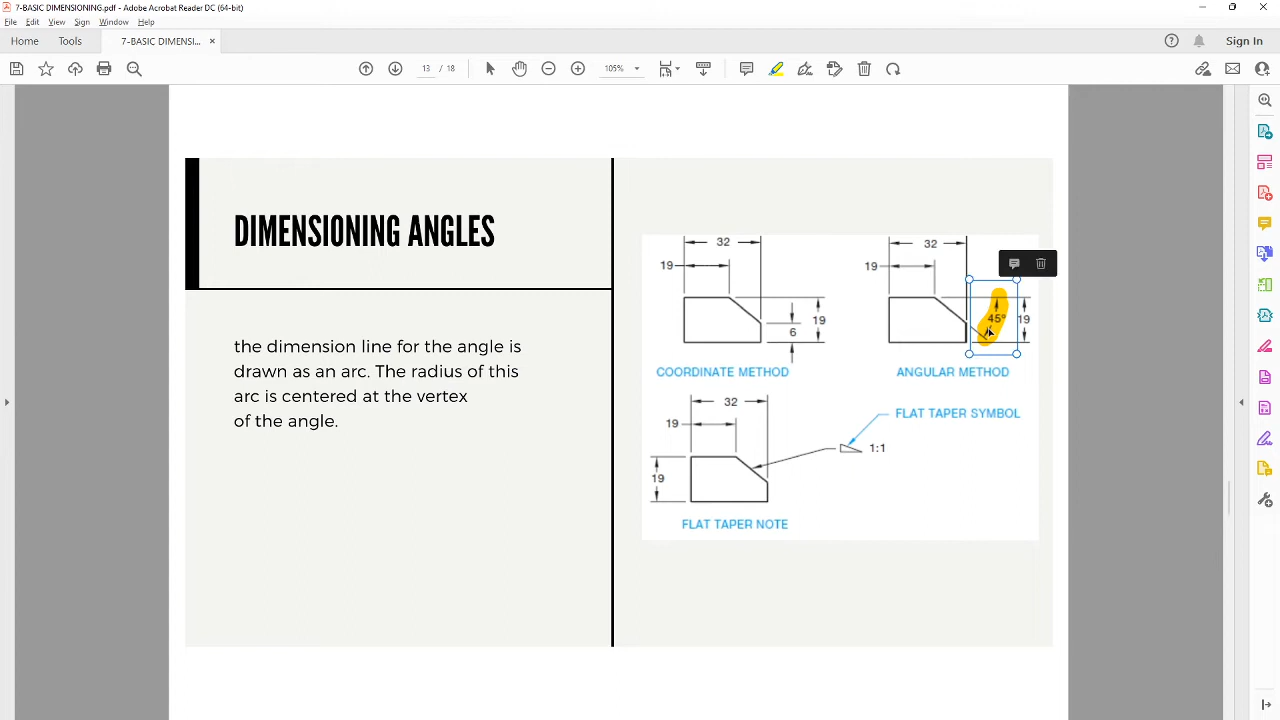 7-BASIC DIMENSIONING.pdf - Adobe Acrobat Reader DC (64-bit)
File Edit View Sign Window Help
Home Tools 7-BASIC DIMENSI... × Sign In
13 / 18 105%
DIMENSIONING ANGLES
the dimension line for the angle is
drawn as an arc. The radius of this
arc is centered at the vertex
of the angle.
32
19
19
6
COORDINATE METHOD
32
19
45°
19
ANGULAR METHOD
32
19
19
FLAT TAPER SYMBOL
1:1
FLAT TAPER NOTE